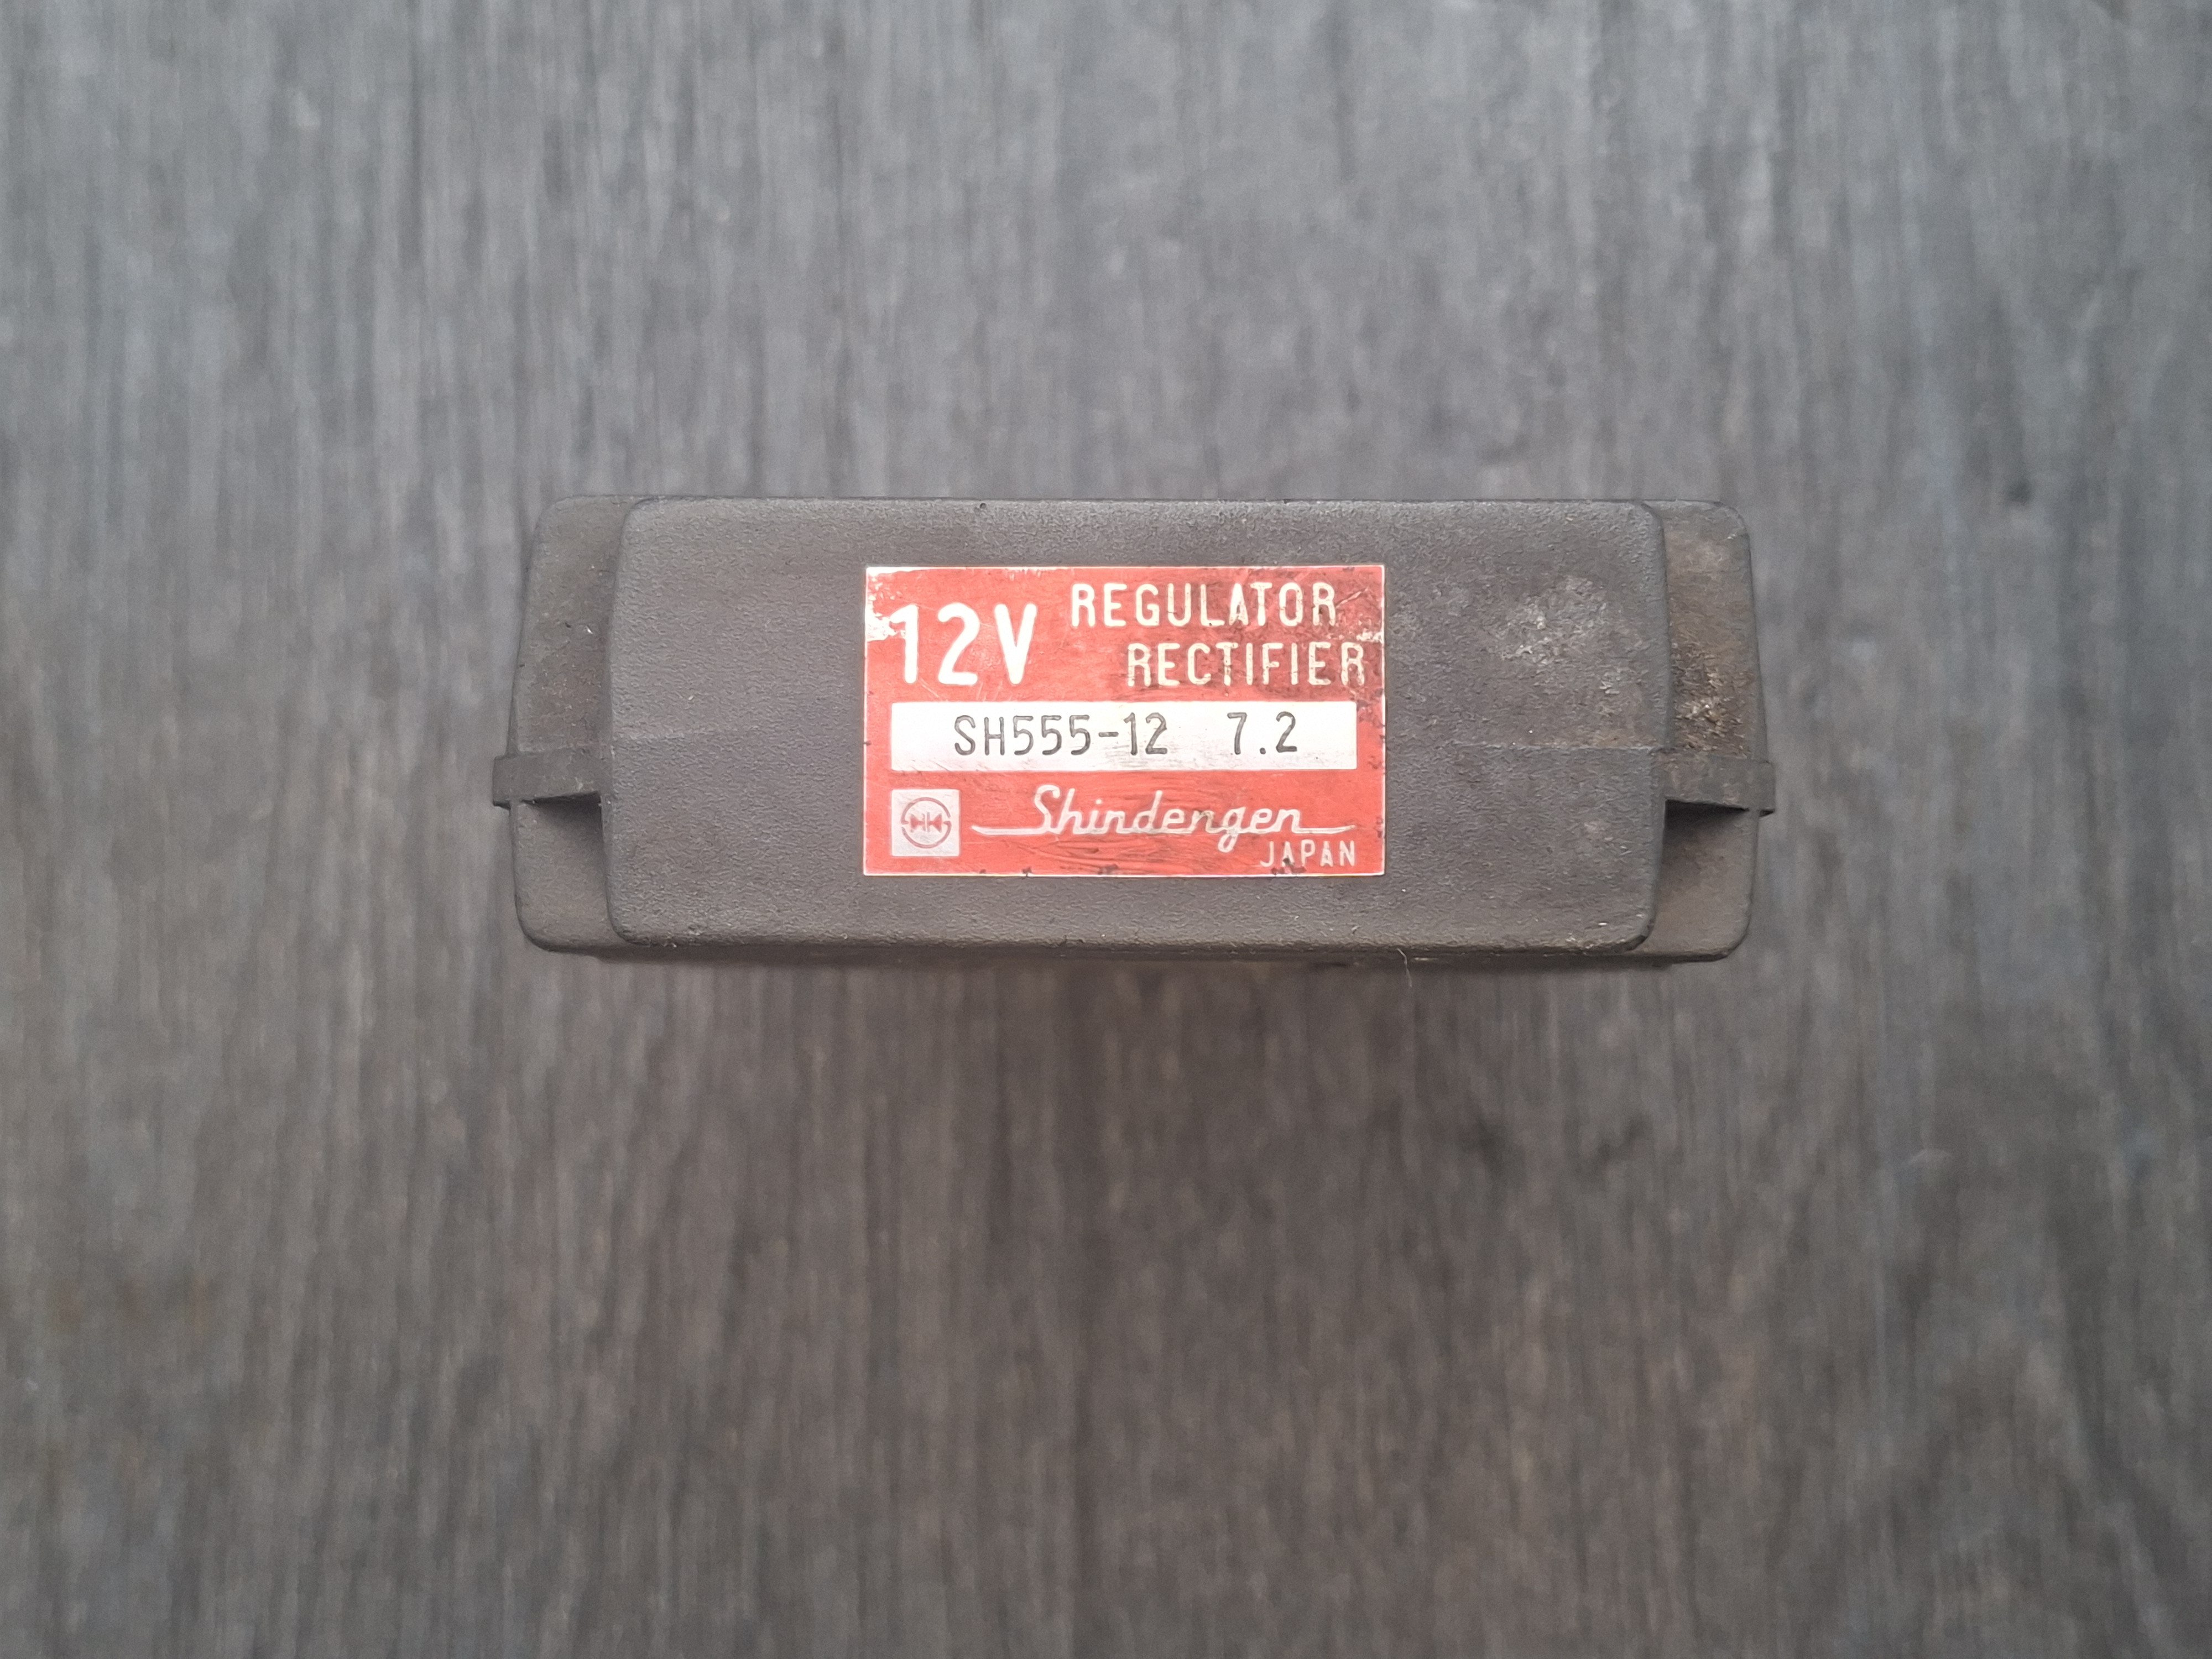 12V REGULATOR
RECTIFIER
SH555-12 7.2
Shindengen
JAPAN